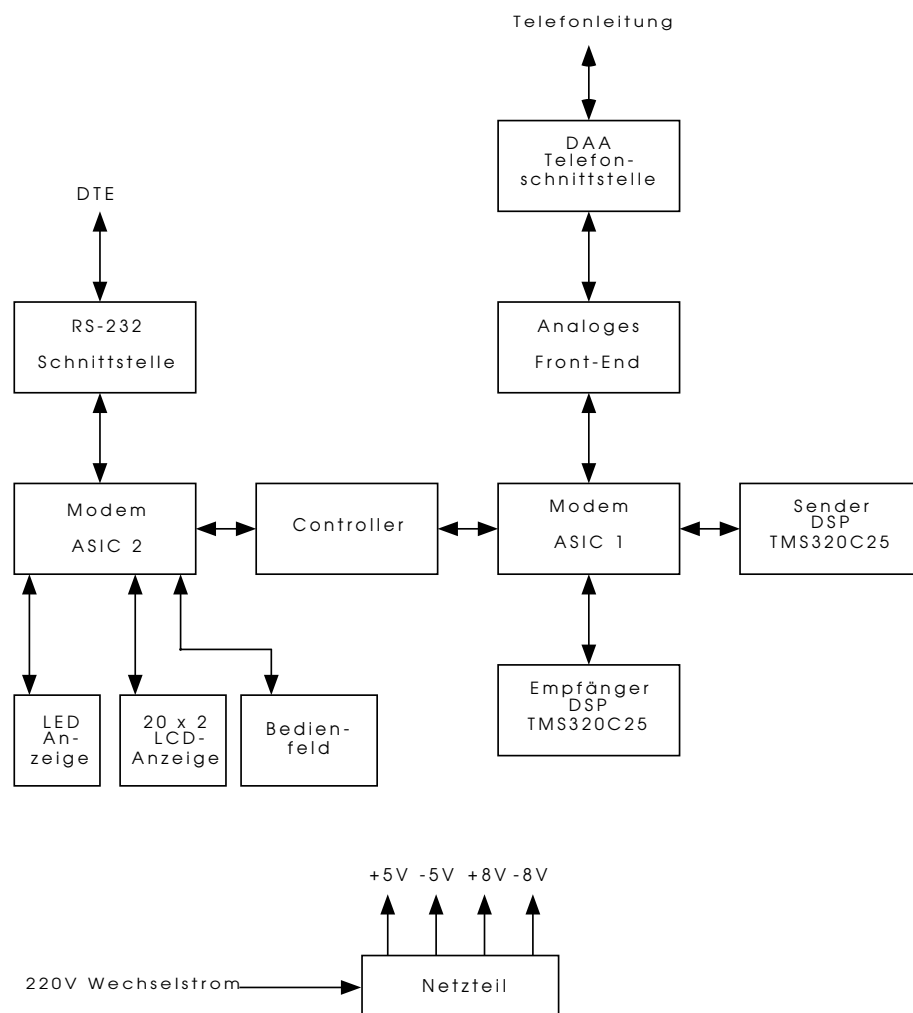 Telefonleitung
DAA
Telefon-
schnittstelle
DTE
RS-232
Schnittstelle
Analoges
Front-End
Modem
ASIC 2
Controller
Modem
ASIC 1
Sender
DSP
TMS320C25
LED
An-
zeige
20 x 2
LCD-
Anzeige
Bedien-
feld
Empfänger
DSP
TMS320C25
+5V -5V +8V -8V
220V Wechselstrom
Netzteil